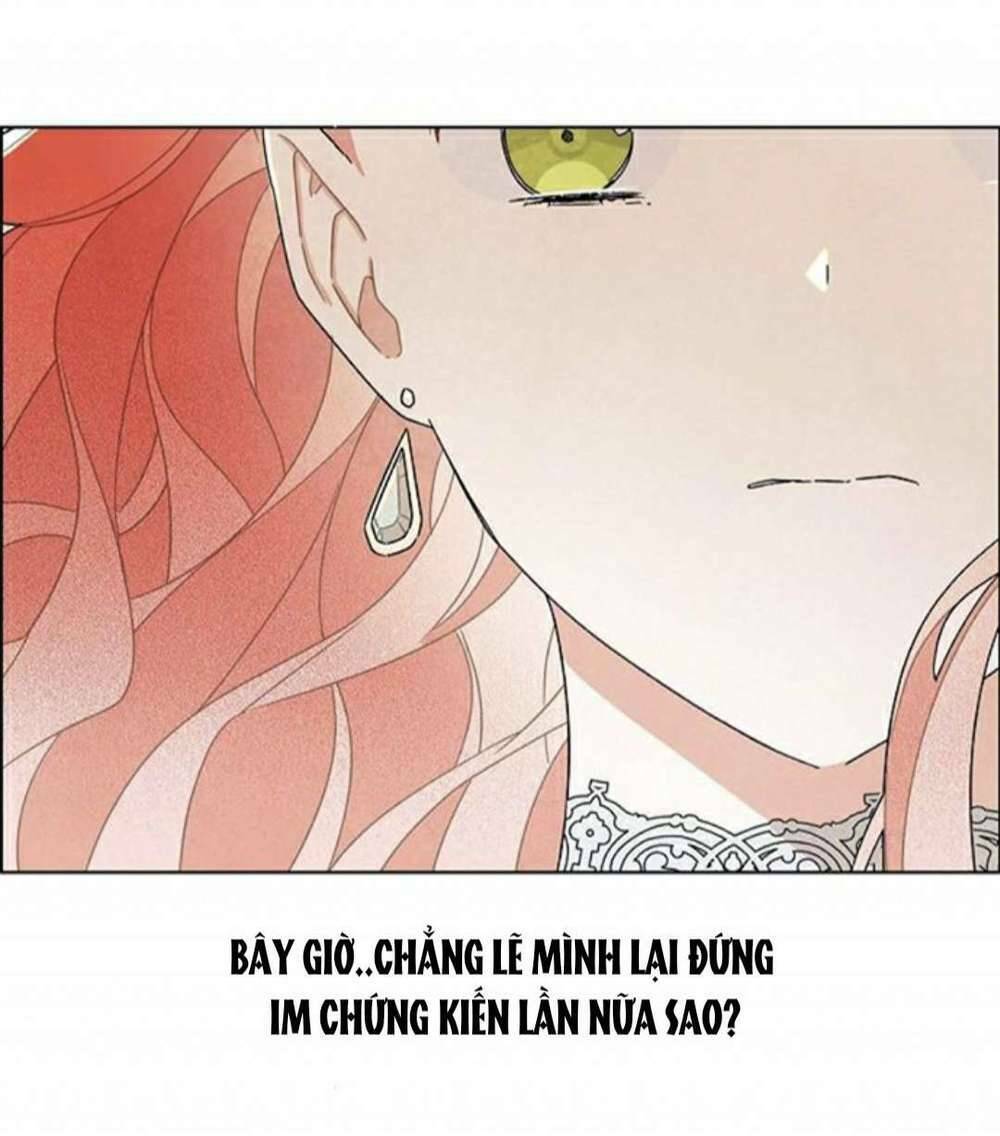 BÂY GIỜ..CHẲNG LẼ MÌNH LẠI ĐỨNG
IM CHỨNG KIẾN LẦN NỮA SAO?